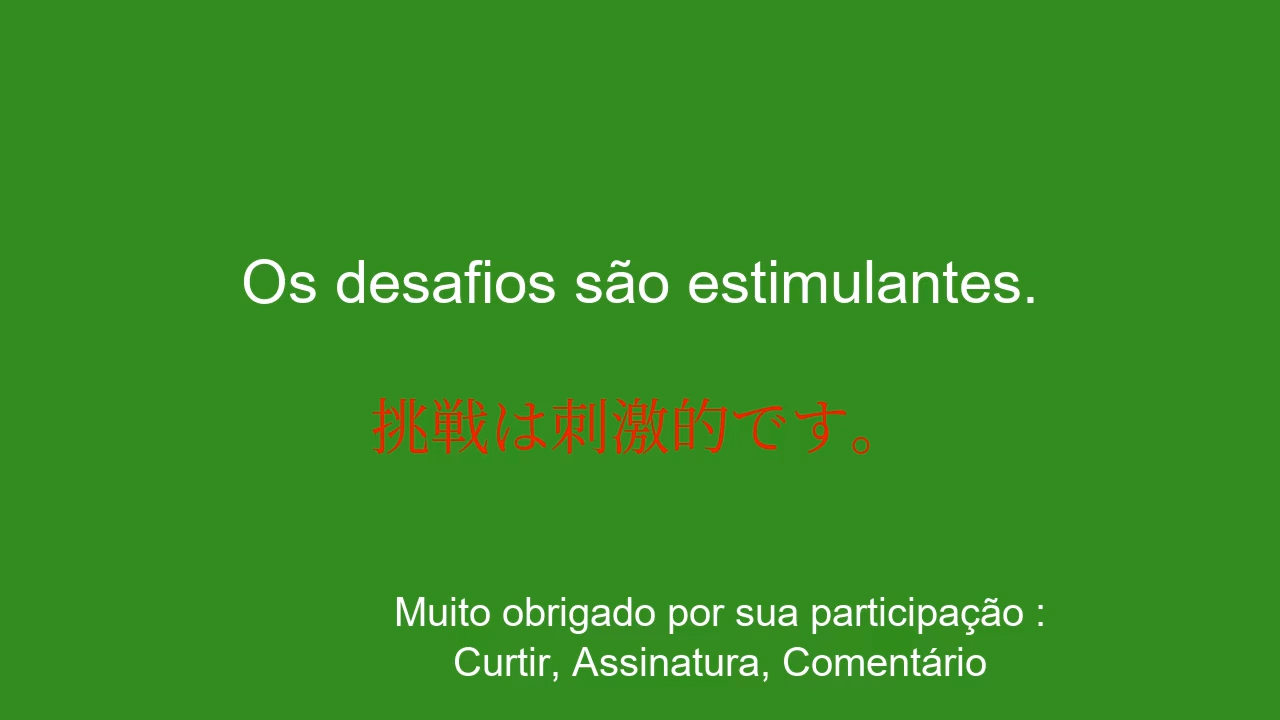 Os desafios são estimulantes.
挑戦は刺激的です。
Muito obrigado por sua participação :
Curtir, Assinatura, Comentário